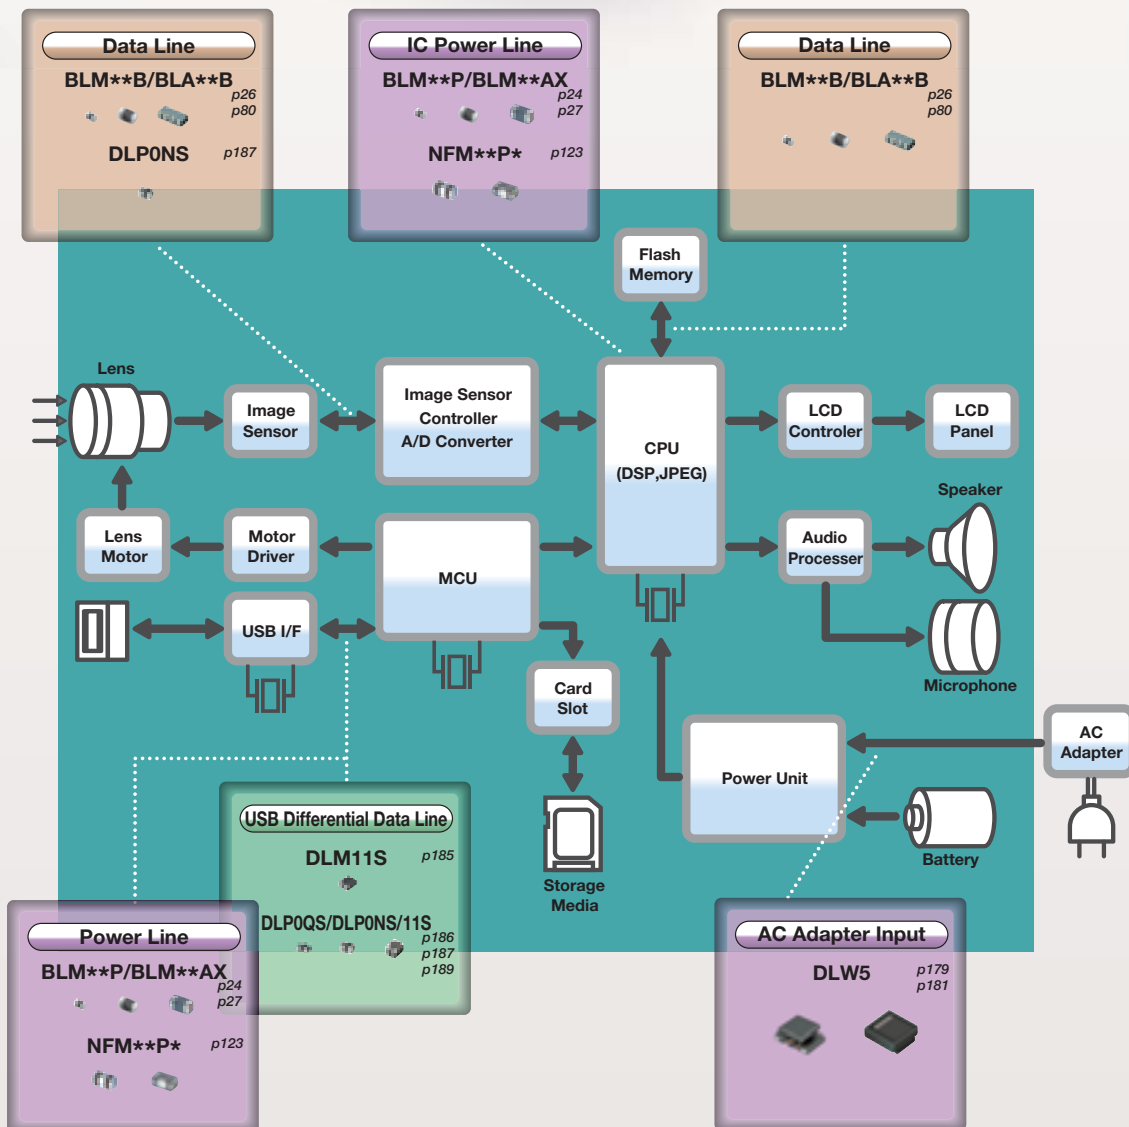 Data Line
BLM**B/BLA**B
p26
p80
DLP0NS p187
IC Power Line
BLM**P/BLM**AX
p24
p27
NFM**P* p123
Data Line
BLM**B/BLA**B
p26
p80
Flash
Memory
Lens
Image
Sensor
Image Sensor
Controller
A/D Converter
CPU
(DSP,JPEG)
LCD
Controler
LCD
Panel
Speaker
Lens
Motor
Motor
Driver
MCU
Audio
Processer
USB I/F
Microphone
Card
Slot
Power Unit
AC
Adapter
Battery
Storage
Media
USB Differential Data Line
DLM11S p185
DLP0QS/DLP0NS/11S
p186
p187
p189
Power Line
BLM**P/BLM**AX
p24
p27
NFM**P* p123
AC Adapter Input
DLW5 p179
p181